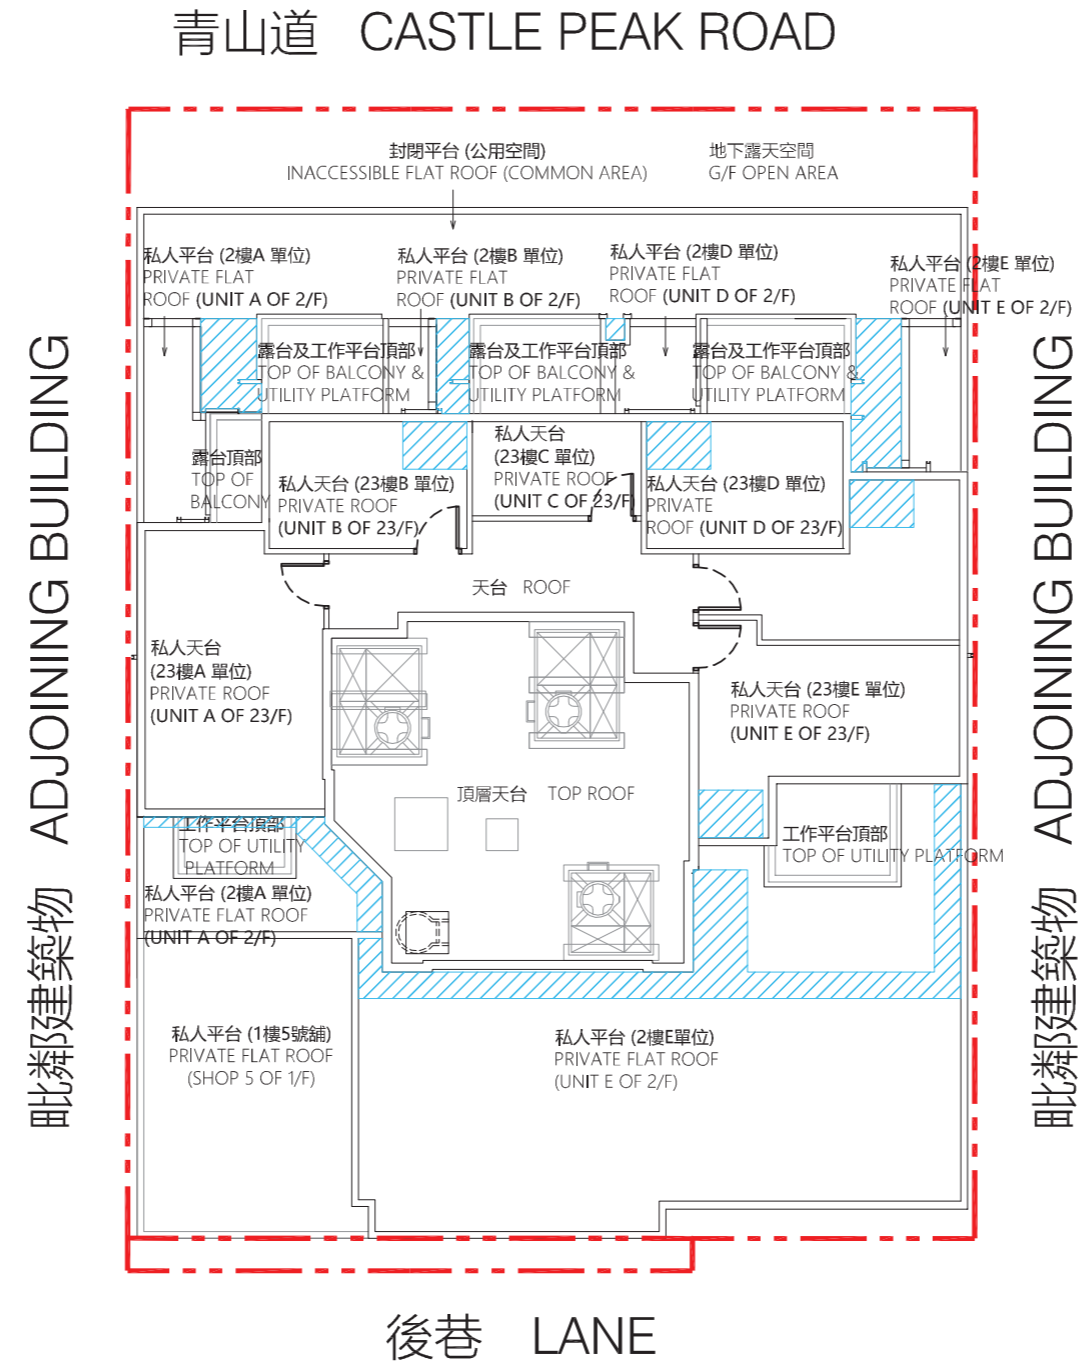 青山道 CASTLE PEAK ROAD
封閉平台 (公用空間)
INACCESSIBLE FLAT ROOF (COMMON AREA)
地下露天空間
G/F OPEN AREA
私人平台 (2樓A 單位)
PRIVATE FLAT
ROOF (UNIT A OF 2/F)
私人平台 (2樓B 單位)
PRIVATE FLAT
ROOF (UNIT B OF 2/F)
私人平台 (2樓D 單位)
PRIVATE FLAT
ROOF (UNIT D OF 2/F)
私人平台 (2樓E 單位)
PRIVATE FLAT
ROOF (UNIT E OF 2/F)
露台及工作平台頂部
TOP OF BALCONY &
UTILITY PLATFORM
露台及工作平台頂部
TOP OF BALCONY &
UTILITY PLATFORM
露台及工作平台頂部
TOP OF BALCONY &
UTILITY PLATFORM
露台頂部
TOP OF
BALCONY
私人天台 (23樓B 單位)
PRIVATE ROOF
(UNIT B OF 23/F)
私人天台
(23樓C 單位)
PRIVATE ROOF
(UNIT C OF 23/F)
私人天台 (23樓D 單位)
PRIVATE
ROOF (UNIT D OF 23/F)
天台 ROOF
私人天台
(23樓A 單位)
PRIVATE ROOF
(UNIT A OF 23/F)
私人天台 (23樓E 單位)
PRIVATE ROOF
(UNIT E OF 23/F)
頂層天台 TOP ROOF
工作平台頂部
TOP OF UTILITY
PLATFORM
工作平台頂部
TOP OF UTILITY PLATFORM
私人平台 (2樓A 單位)
PRIVATE FLAT ROOF
(UNIT A OF 2/F)
私人平台 (1樓5號舖)
PRIVATE FLAT ROOF
(SHOP 5 OF 1/F)
私人平台 (2樓E單位)
PRIVATE FLAT ROOF
(UNIT E OF 2/F)
毗鄰建築物 ADJOINING BUILDING
毗鄰建築物 ADJOINING BUILDING
後巷 LANE